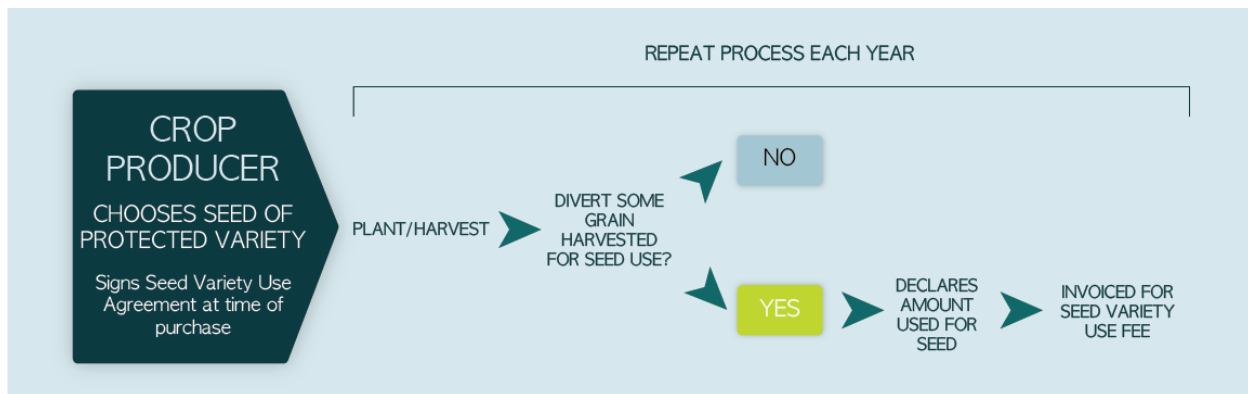 REPEAT PROCESS EACH YEAR
CROP
PRODUCER
CHOOSES SEED OF
PROTECTED VARIETY
Signs Seed Variety Use
Agreement at time of
purchase
PLANT/HARVEST
DIVERT SOME
GRAIN
HARVESTED
FOR SEED USE?
NO
YES
DECLARES
AMOUNT
USED FOR
SEED
INVOICED FOR
SEED VARIETY
USE FEE